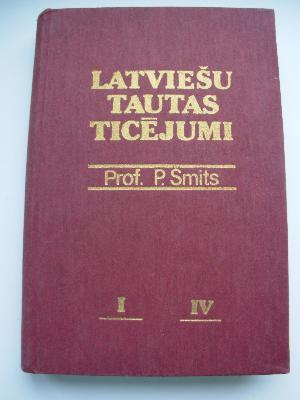 LATVIEŠU
TAUTAS
TICĒJUMI
Prof. P. Šmits
I IV